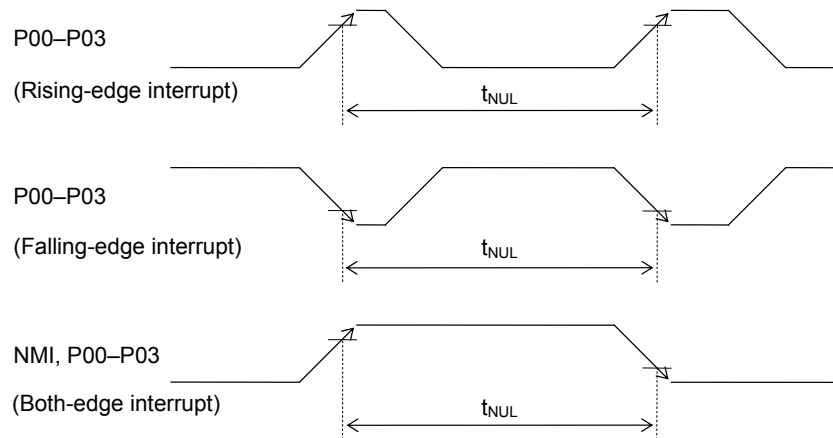 P00–P03
(Rising-edge interrupt)
tNUL
P00–P03
(Falling-edge interrupt)
tNUL
NMI, P00–P03
(Both-edge interrupt)
tNUL